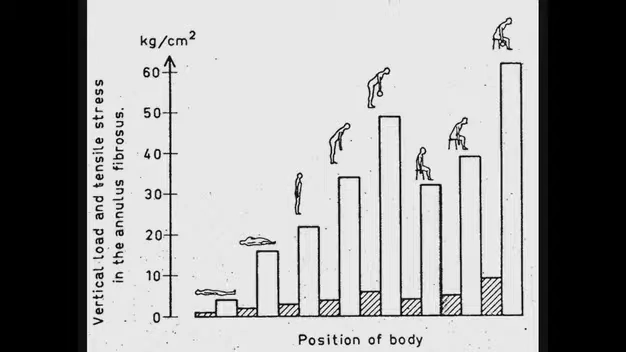 kg/cm²
60
50
40
30
20
10
0
Vertical load and tensile stress
in the annulus fibrosus.
Position of body